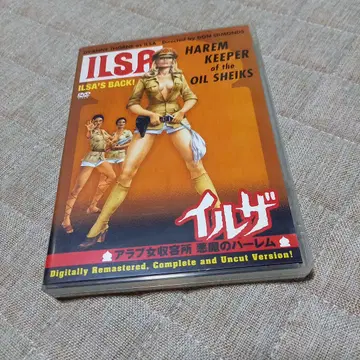 ILSA
ILSA'S BACK!
DVD
HAREM
KEEPER
of the
OIL SHEIKS
イルザ
アラブ女収容所 悪魔のハーレム
Digitally Remastered, Complete and Uncut Version!